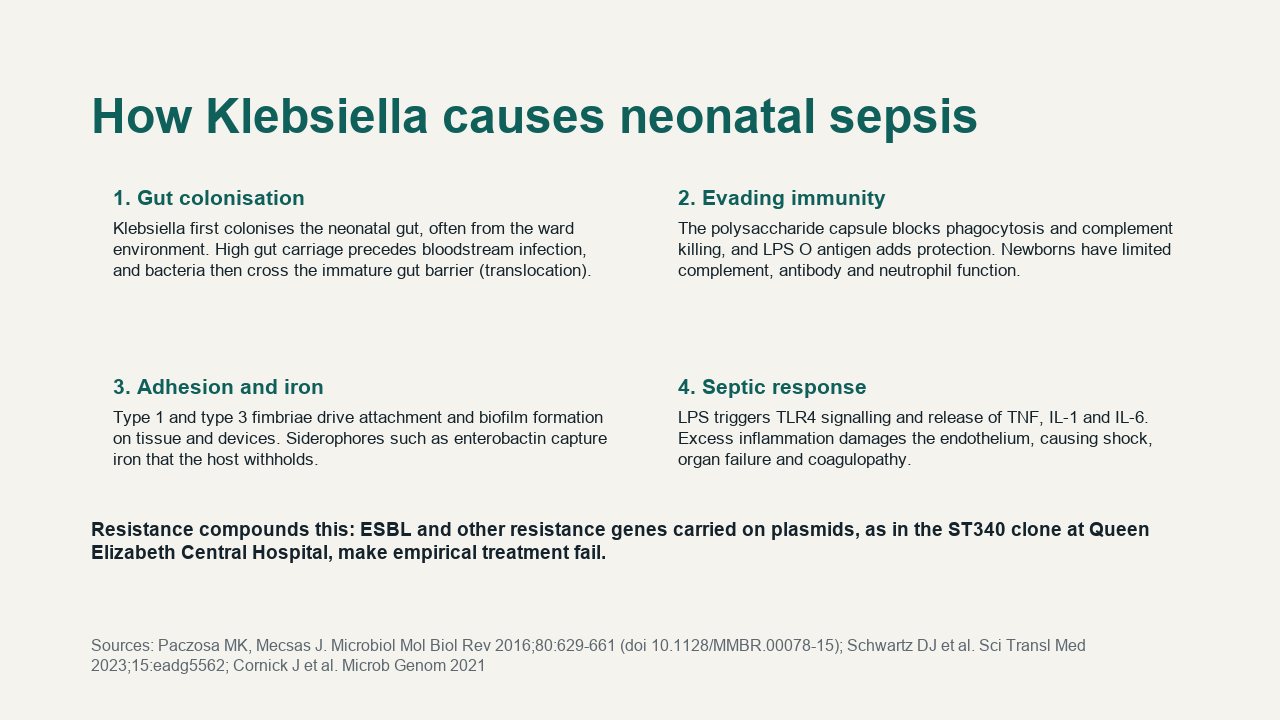 How Klebsiella causes neonatal sepsis
1. Gut colonisation
Klebsiella first colonises the neonatal gut, often from the ward
environment. High gut carriage precedes bloodstream infection,
and bacteria then cross the immature gut barrier (translocation).
2. Evading immunity
The polysaccharide capsule blocks phagocytosis and complement
killing, and LPS O antigen adds protection. Newborns have limited
complement, antibody and neutrophil function.
3. Adhesion and iron
Type 1 and type 3 fimbriae drive attachment and biofilm formation
on tissue and devices. Siderophores such as enterobactin capture
iron that the host withholds.
4. Septic response
LPS triggers TLR4 signalling and release of TNF, IL-1 and IL-6.
Excess inflammation damages the endothelium, causing shock,
organ failure and coagulopathy.
Resistance compounds this: ESBL and other resistance genes carried on plasmids, as in the ST340 clone at Queen
Elizabeth Central Hospital, make empirical treatment fail.
Sources: Paczosa MK, Mecsas J. Microbiol Mol Biol Rev 2016;80:629-661 (doi 10.1128/MMBR.00078-15); Schwartz DJ et al. Sci Transl Med
2023;15:eadg5562; Cornick J et al. Microb Genom 2021